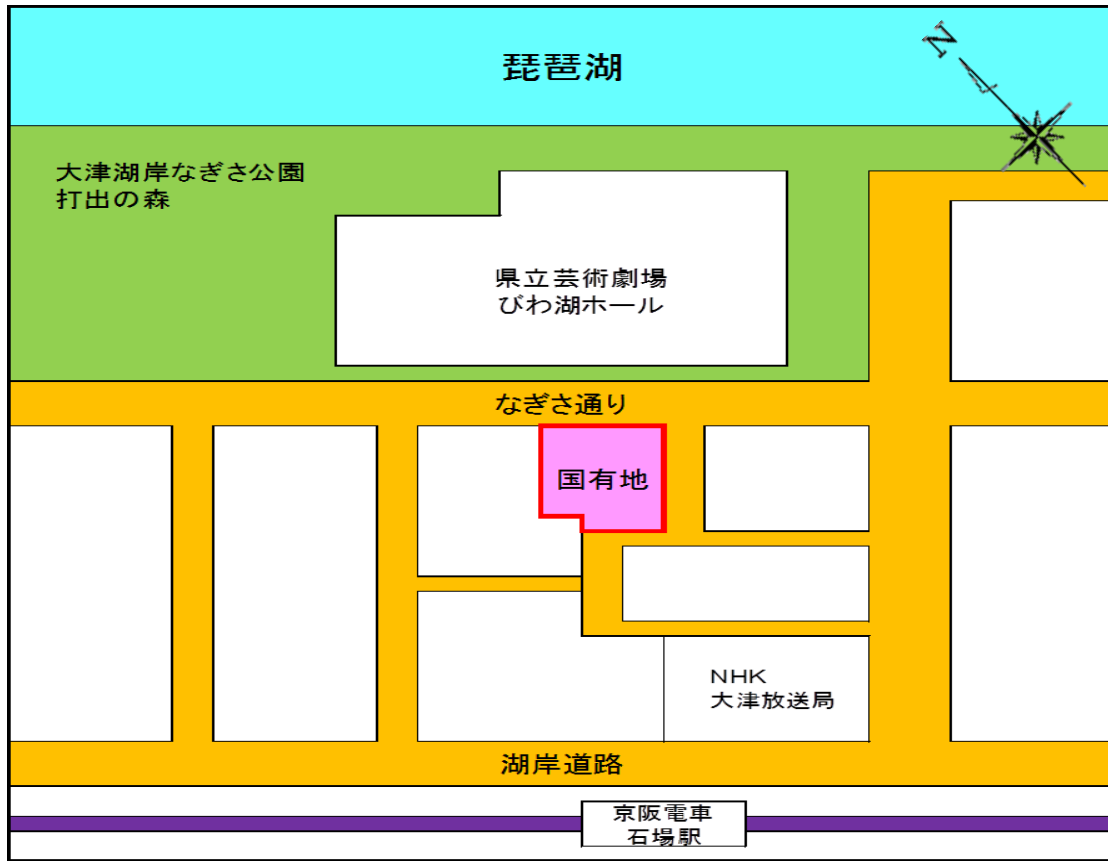 琵琶湖
N
大津湖岸なぎさ公園
打出の森
県立芸術劇場
びわ湖ホール
なぎさ通り
国有地
NHK
大津放送局
湖岸道路
京阪電車
石場駅